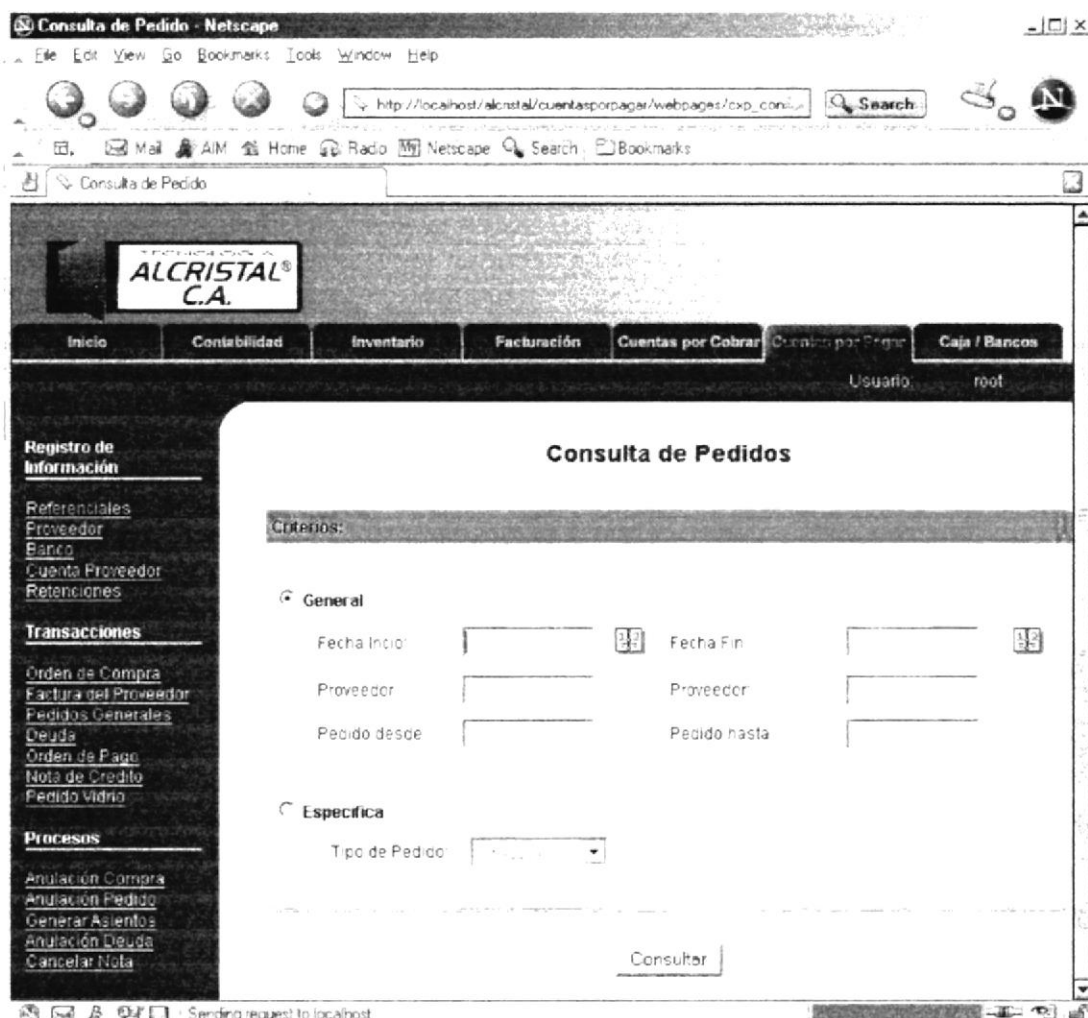 Consulta de Pedido - Netscape
File Edit View Go Bookmarks Tools Window Help
http://localhost/alcristal/cuentasporpagar/webpages/cxp_con
Search
Mail AIM Home Radio My Netscape Search Bookmarks
Consulta de Pedido
ALCRISTAL®
C.A.
Inicio Contabilidad Inventario Facturación Cuentas por Cobrar Cuentas por Pagar Caja / Bancos
Usuario: root
Registro de
Información
Referenciales
Proveedor
Banco
Cuenta Proveedor
Retenciones
Transacciones
Orden de Compra
Factura del Proveedor
Pedidos Generales
Deuda
Orden de Pago
Nota de Credito
Pedido Vidrio
Procesos
Anulación Compra
Anulación Pedido
Generar Asientos
Anulación Deuda
Cancelar Nota
Consulta de Pedidos
Criterios:
General
Fecha Incio: Fecha Fin
Proveedor Proveedor
Pedido desde Pedido hasta
Especifica
Tipo de Pedido:
Consultar
Sending request to localhost